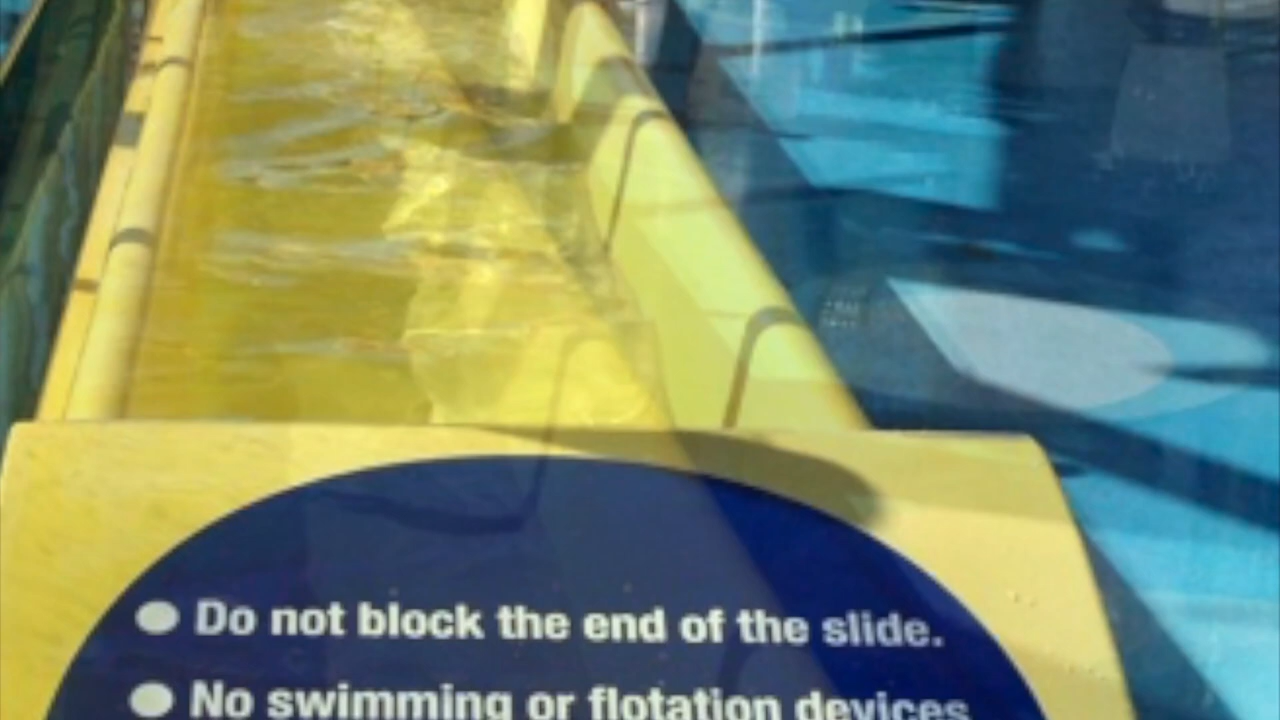 ● Do not block the end of the slide.
● No swimming or flotation devices